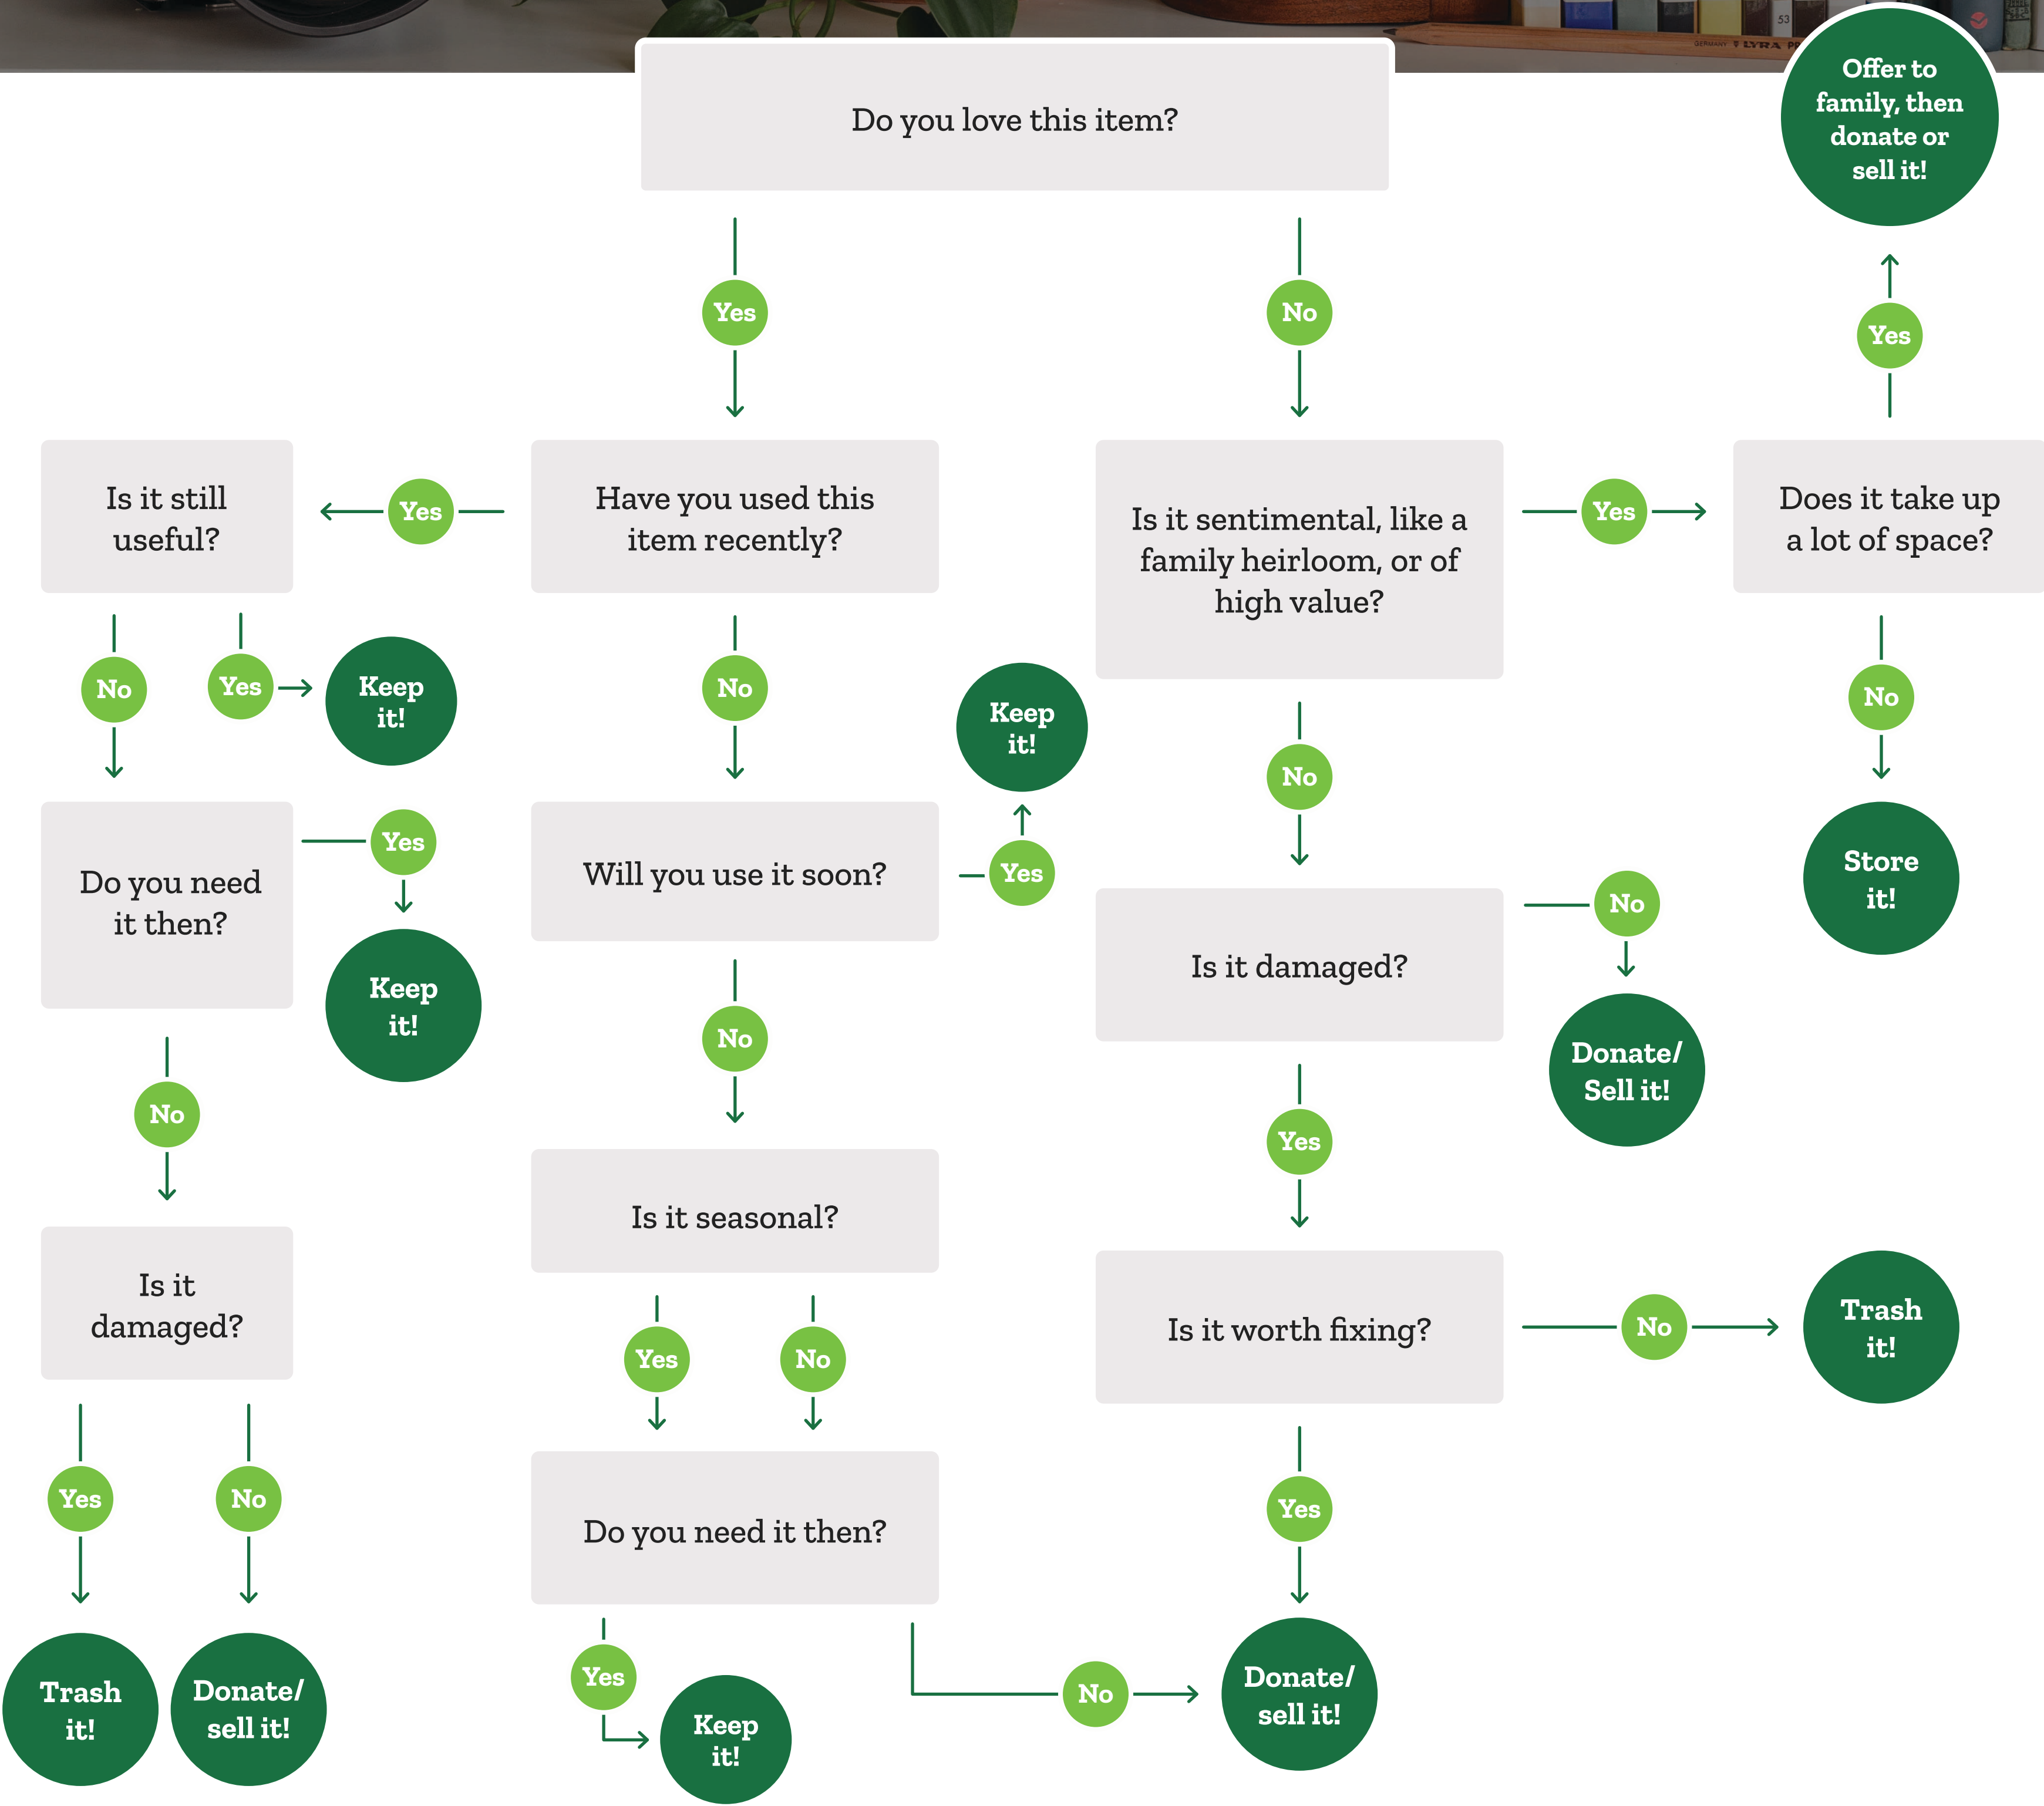 53
GERMANY
LYRA
Offer to
family, then
donate or
sell it!
Do you love this item?
Yes
No
Yes
Is it still
useful?
Yes
Have you used this
item recently?
Is it sentimental, like a
family heirloom, or of
high value?
Yes
Does it take up
a lot of space?
No
Yes
Keep
it!
No
Keep
it!
No
No
Do you need
it then?
Yes
Keep
it!
Will you use it soon?
Yes
Is it damaged?
No
Donate/
Sell it!
Store
it!
No
No
Yes
Is it
damaged?
Is it seasonal?
Is it worth fixing?
No
Trash
it!
Yes
No
Yes
No
Do you need it then?
Yes
Trash
it!
Donate/
sell it!
Yes
Keep
it!
No
Donate/
sell it!